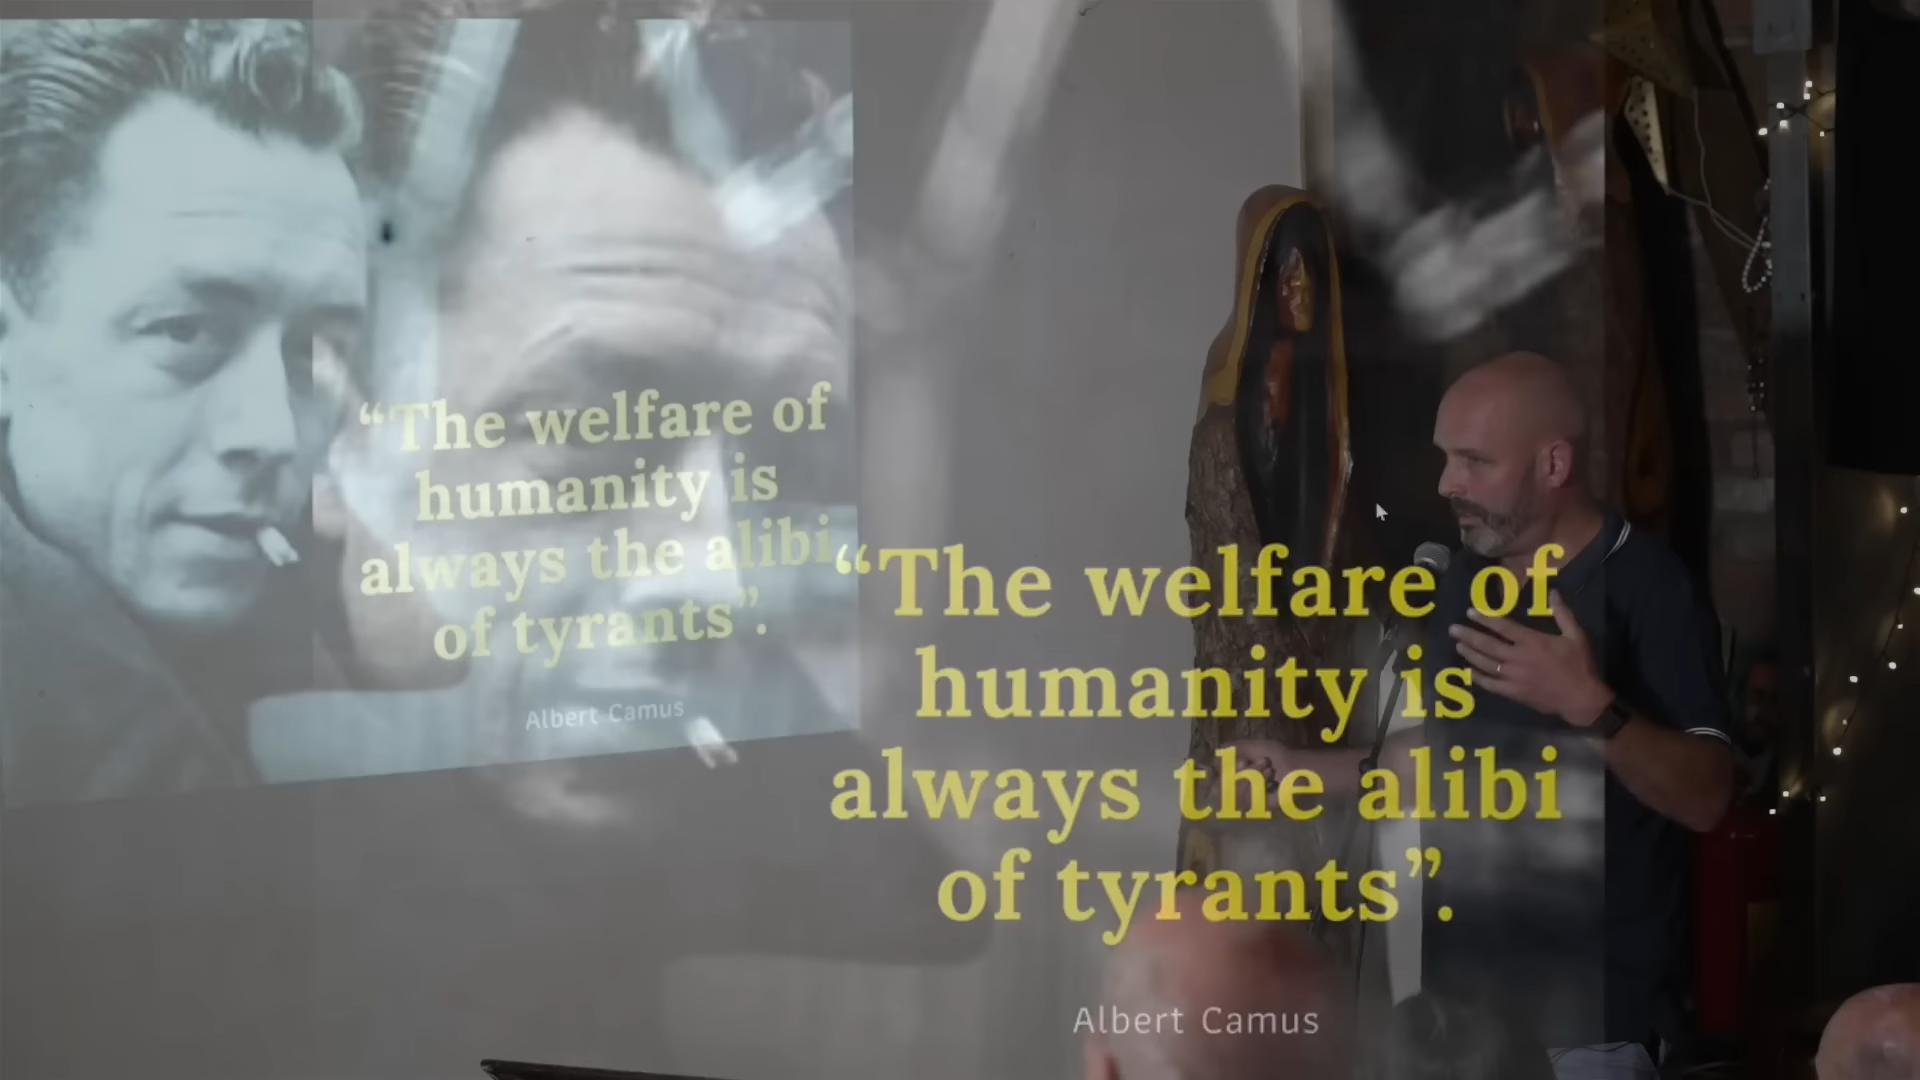 “The welfare of
humanity is
always the alibi
of tyrants”.
Albert Camus
“The welfare of
humanity is
always the alibi
of tyrants”.
Albert Camus